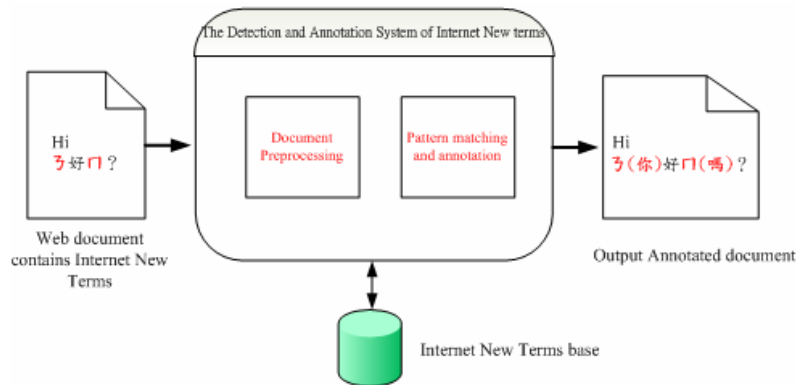 The Detection and Annotation System of Internet New terms
Hi
ㄋ好ㄇ？
Document
Preprocessing
Pattern matching
and annotation
Hi
ㄋ(你)好ㄇ(嗎)？
Web document
contains Internet New
Terms
Output Annotated document
Internet New Terms base